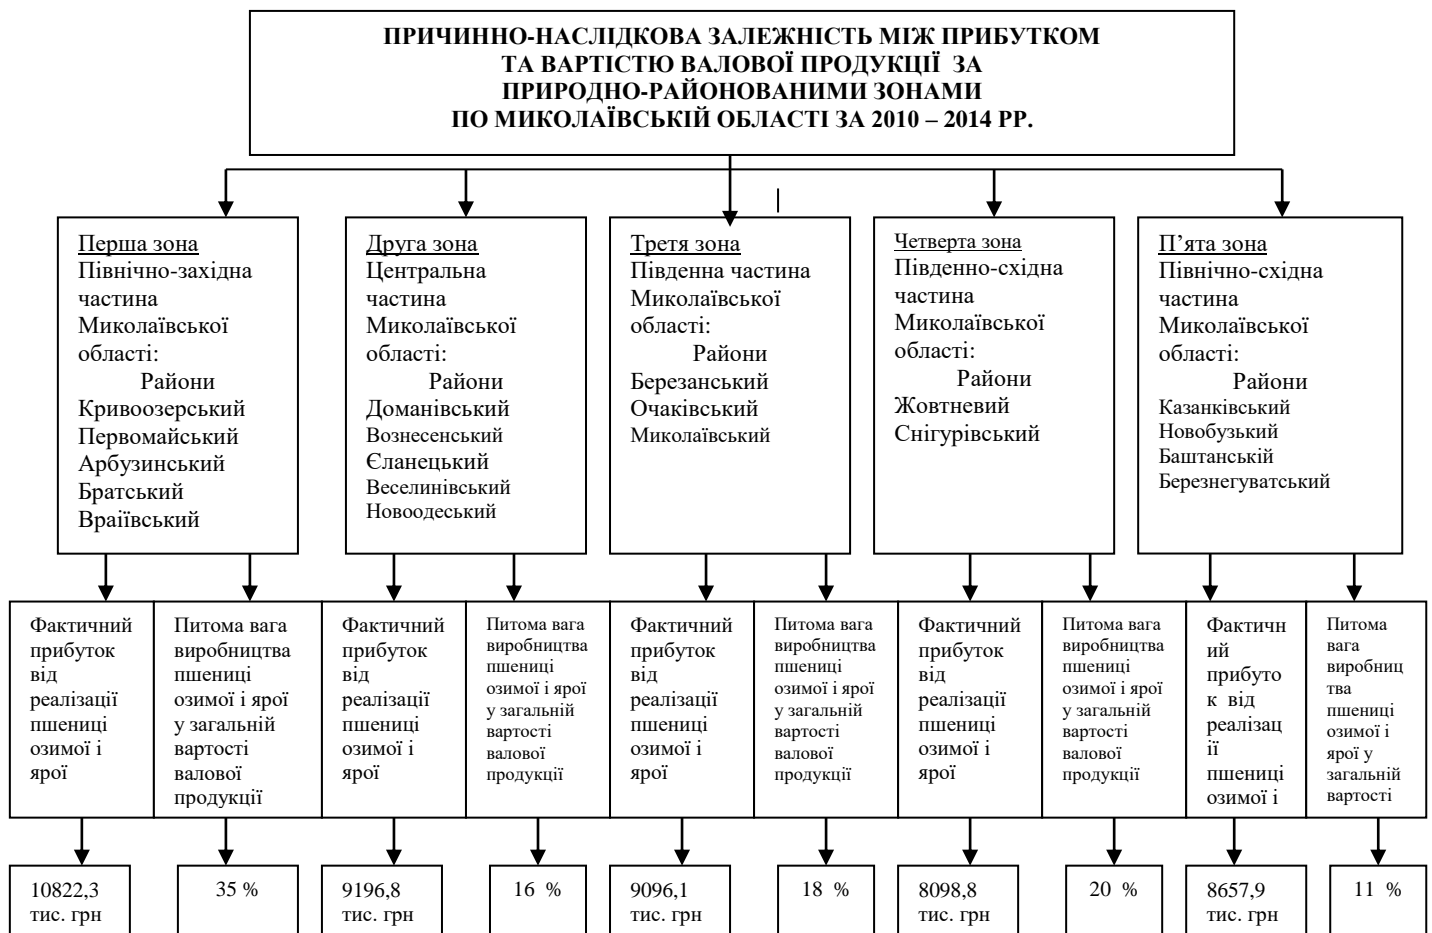 ПРИЧИННО-НАСЛІДКОВА ЗАЛЕЖНІСТЬ МІЖ ПРИБУТКОМ
ТА ВАРТІСТЮ ВАЛОВОЇ ПРОДУКЦІЇ ЗА
ПРИРОДНО-РАЙОНОВАНИМИ ЗОНАМИ
ПО МИКОЛАЇВСЬКІЙ ОБЛАСТІ ЗА 2010 – 2014 РР.
Перша зона
Північно-західна
частина
Миколаївської
області:
Райони
Кривоозерський
Первомайський
Арбузинський
Братський
Враіївський
Друга зона
Центральна
частина
Миколаївської
області:
Райони
Доманівський
Вознесенський
Єланецький
Веселинівський
Новоодеський
Третя зона
Південна частина
Миколаївської
області:
Райони
Березанський
Очаківський
Миколаївський
Четверта зона
Південно-східна
частина
Миколаївської
області:
Райони
Жовтневий
Снігурівський
П’ята зона
Північно-східна
частина
Миколаївської
області:
Райони
Казанківський
Новобузький
Баштанській
Березнегуватський
Фактичний
прибуток
від
реалізації
пшениці
озимої і
ярої
Питома вага
виробництва
пшениці
озимої і ярої
у загальній
вартості
валової
продукції
Фактичний
прибуток
від
реалізації
пшениці
озимої і
ярої
Питома вага
виробництва
пшениці
озимої і ярої
у загальній
вартості
валової
продукції
Фактичний
прибуток
від
реалізації
пшениці
озимої і
ярої
Питома вага
виробництва
пшениці
озимої і ярої
у загальній
вартості
валової
продукції
Фактичний
прибуток
від
реалізації
пшениці
озимої і
ярої
Питома вага
виробництва
пшениці
озимої і ярої
у загальній
вартості
валової
продукції
Фактичн
ий
прибуто
к від
реалізац
ії
пшениці
озимої і
Питома
вага
виробниц
тва
пшениці
озимої і
ярої у
загальній
вартості
10822,3
тис. грн
35 %
9196,8
тис. грн
16 %
9096,1
тис. грн
18 %
8098,8
тис. грн
20 %
8657,9
тис. грн
11 %